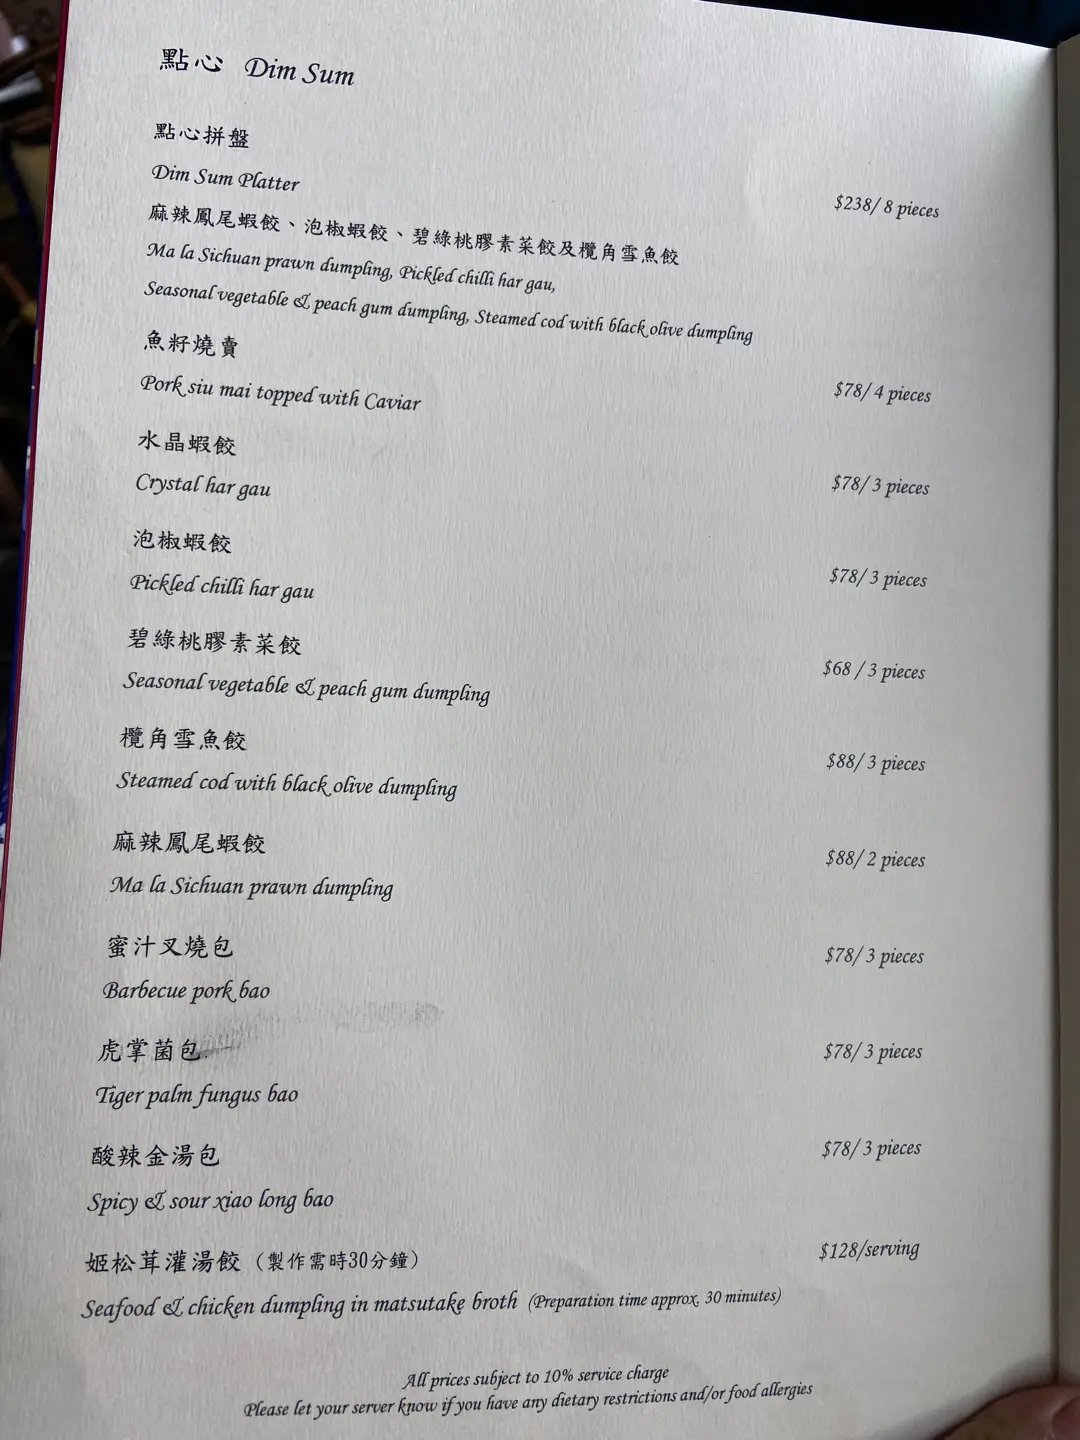 點心 Dim Sum
點心拼盤
Dim Sum Platter
$238/ 8 pieces
麻辣鳳尾蝦餃、泡椒蝦餃、碧綠桃膠素菜餃及欖角雪魚餃
Ma la Sichuan prawn dumpling, Pickled chilli har gau,
Seasonal vegetable & peach gum dumpling, Steamed cod with black olive dumpling
魚籽燒賣
Pork siu mai topped with Caviar
$78/ 4 pieces
水晶蝦餃
Crystal har gau
$78/ 3 pieces
泡椒蝦餃
Pickled chilli har gau
$78/ 3 pieces
碧綠桃膠素菜餃
Seasonal vegetable & peach gum dumpling
$68 / 3 pieces
欖角雪魚餃
Steamed cod with black olive dumpling
$88/ 3 pieces
麻辣鳳尾蝦餃
Ma la Sichuan prawn dumpling
$88/ 2 pieces
蜜汁叉燒包
Barbecue pork bao
$78/ 3 pieces
虎掌菌包
Tiger palm fungus bao
$78/ 3 pieces
酸辣金湯包
Spicy & sour xiao long bao
$78/ 3 pieces
姬松茸灌湯餃（製作需時30分鐘）
Seafood & chicken dumpling in matsutake broth (Preparation time approx. 30 minutes)
$128/serving
All prices subject to 10% service charge
Please let your server know if you have any dietary restrictions and/or food allergies